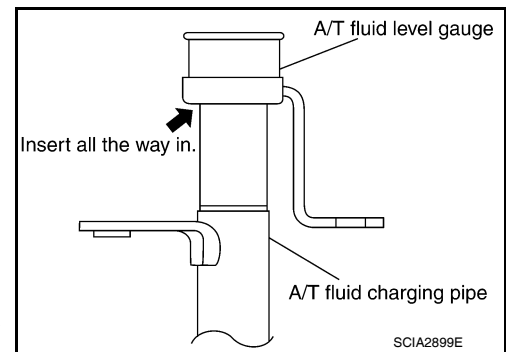 A/T fluid level gauge
Insert all the way in.
A/T fluid charging pipe
SCIA2899E